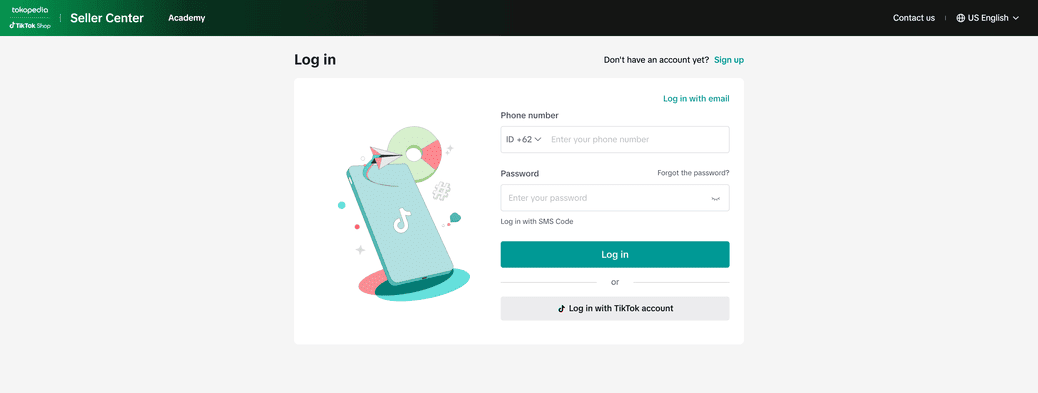 tokopedia
TikTok Shop
Seller Center
Academy
Contact us
US English
Log in
Don't have an account yet? Sign up
Log in with email
Phone number
ID +62
Enter your phone number
Password
Forgot the password?
Enter your password
Log in with SMS Code
Log in
or
Log in with TikTok account